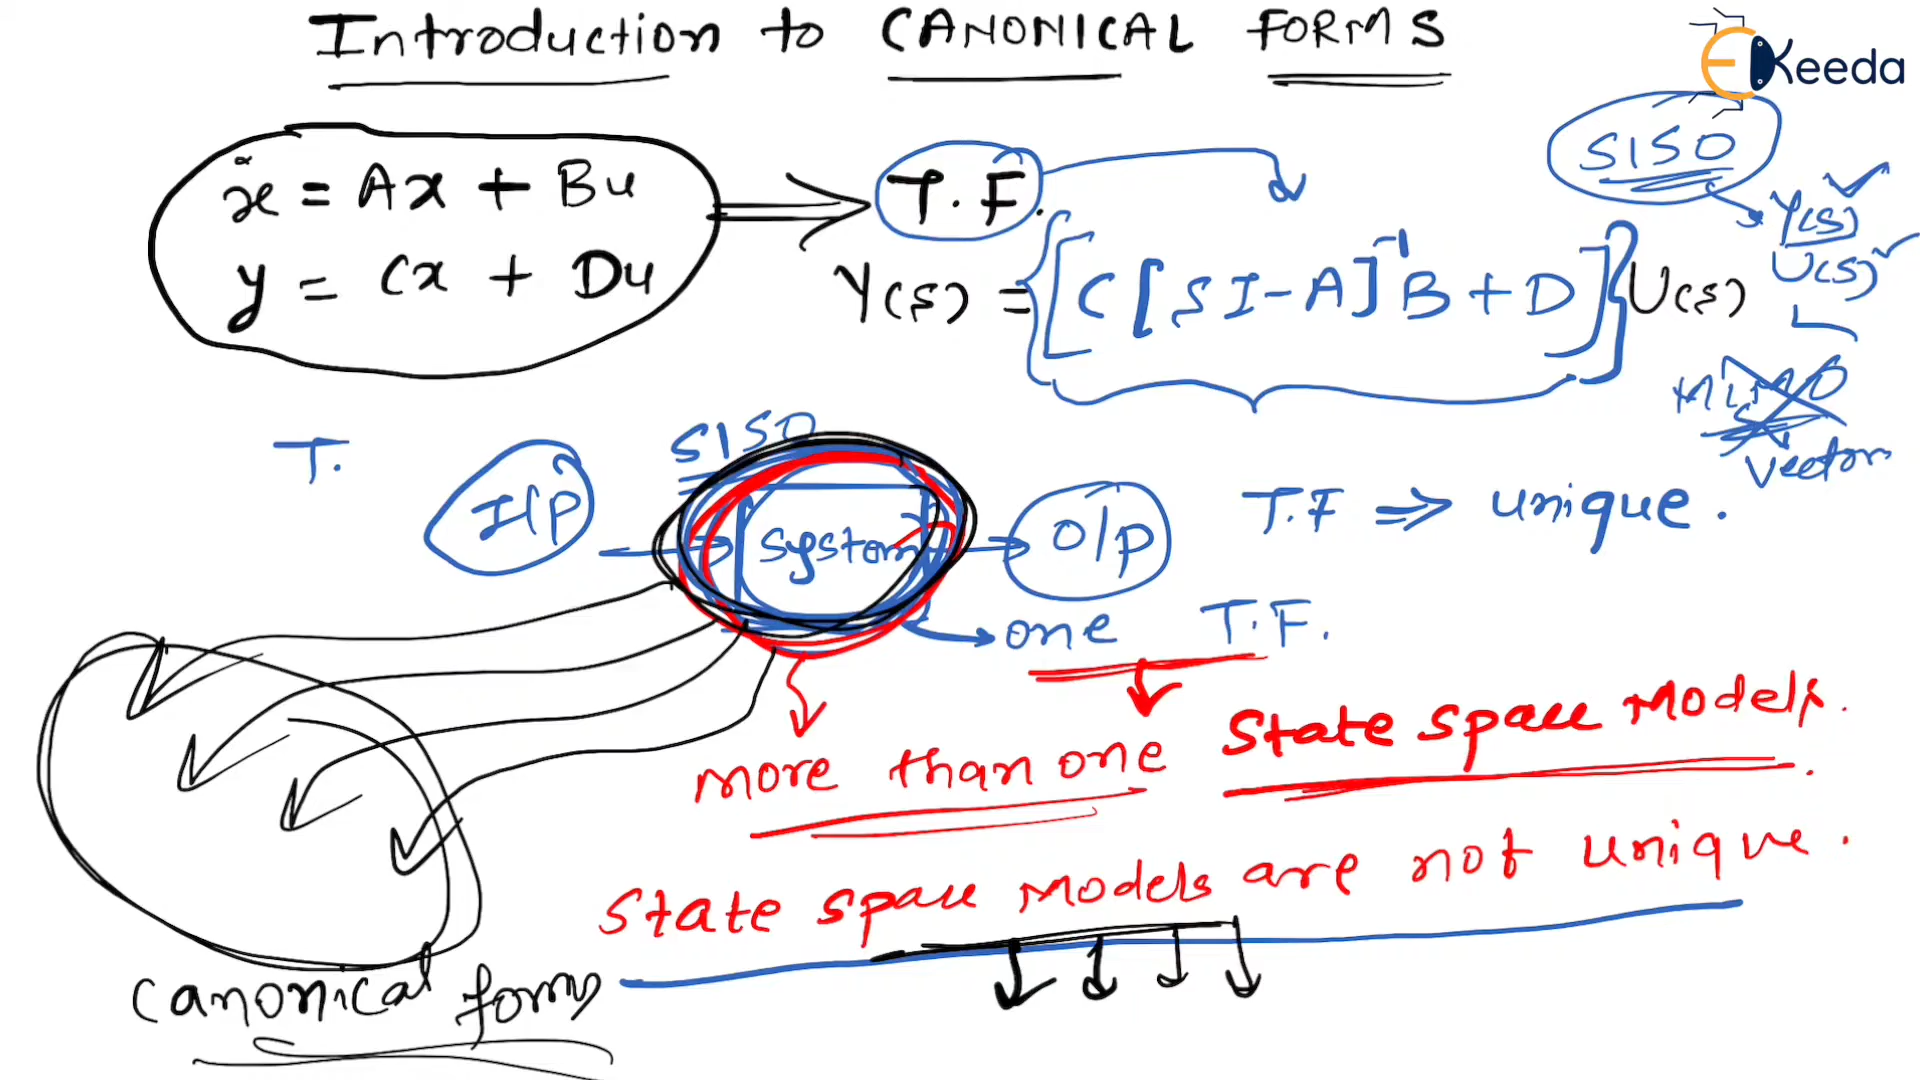 Introduction to CANONICAL FORMS
EKeeda
SISO
ẋ = Ax + Bu
T.F.
Y(s)
y = Cx + Du
U(s)
Y(s) = {[C[SI-A]⁻¹B+D]}U(s)
MIMO
Vector
T.
SISO
I/p
System
O/p
T.F => unique.
one T.F.
more than one State space Models.
State space Models are not unique.
canonical forms